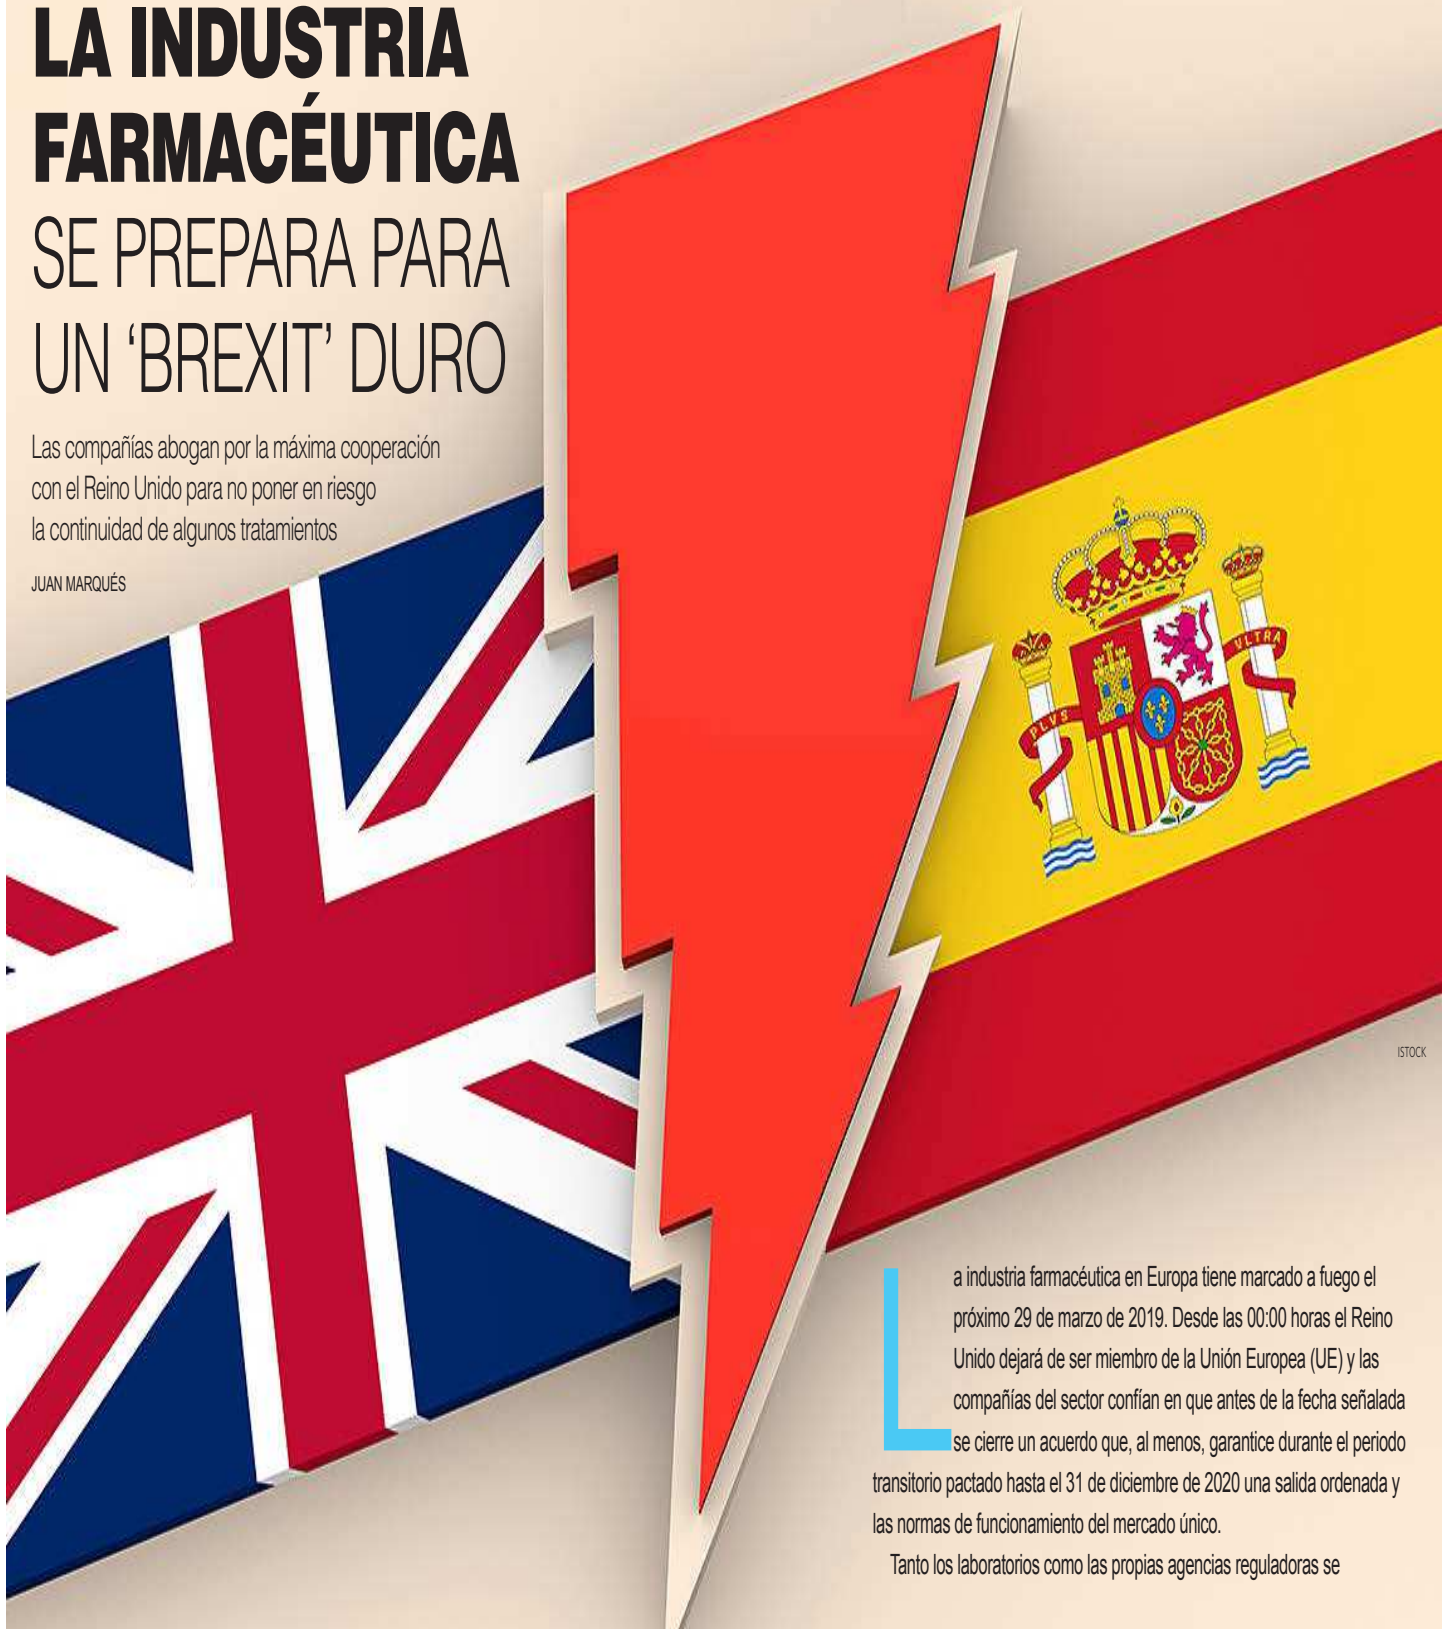 LA INDUSTRIA
FARMACÉUTICA
SE PREPARA PARA
UN ‘BREXIT’ DURO
Las compañías abogan por la máxima cooperación
con el Reino Unido para no poner en riesgo
la continuidad de algunos tratamientos
JUAN MARQUÉS
PLVS
VLTRA
ISTOCK
La industria farmacéutica en Europa tiene marcado a fuego el
próximo 29 de marzo de 2019. Desde las 00:00 horas el Reino
Unido dejará de ser miembro de la Unión Europea (UE) y las
compañías del sector confían en que antes de la fecha señalada
se cierre un acuerdo que, al menos, garantice durante el periodo
transitorio pactado hasta el 31 de diciembre de 2020 una salida ordenada y
las normas de funcionamiento del mercado único.
Tanto los laboratorios como las propias agencias reguladoras se